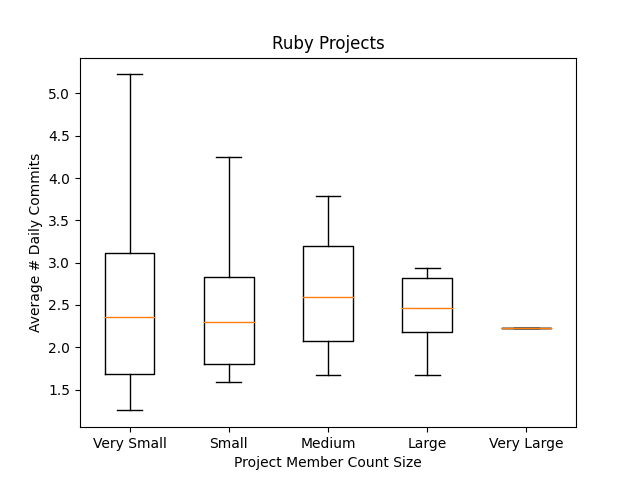 Ruby Projects
Average # Daily Commits
5.0
4.5
4.0
3.5
3.0
2.5
2.0
1.5
Very Small Small Medium Large Very Large
Project Member Count Size